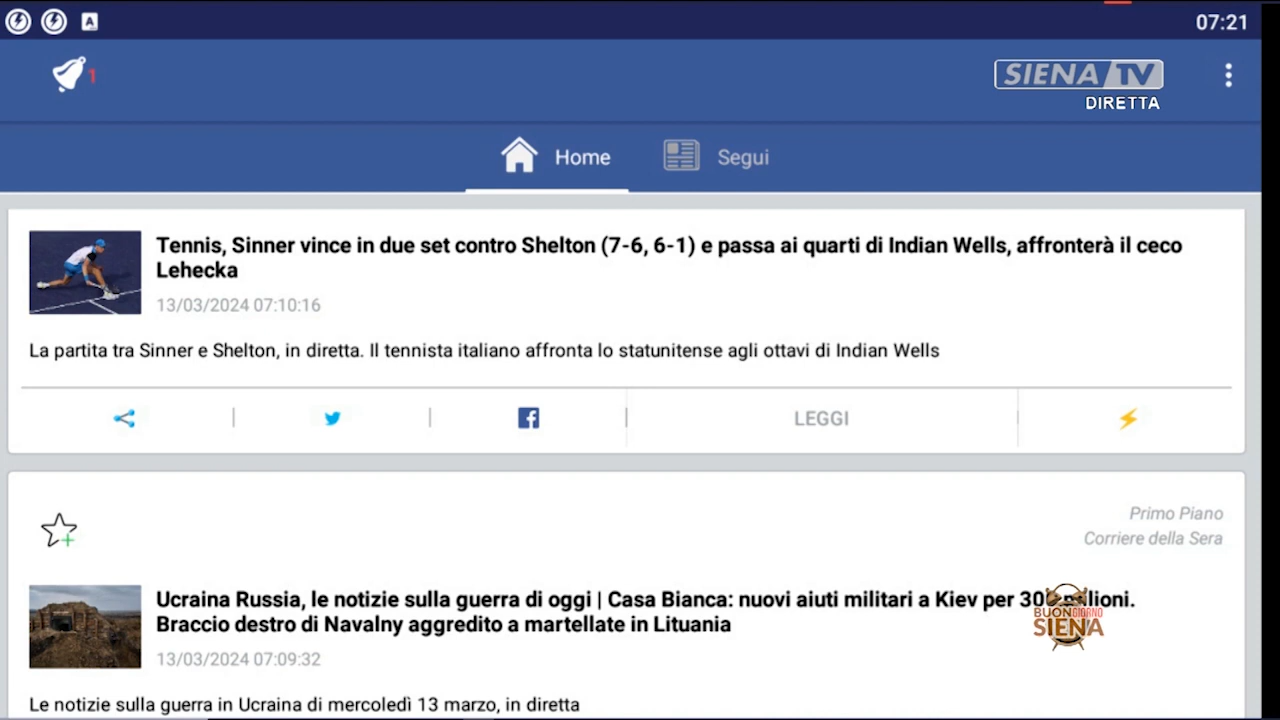 07:21
1
SIENA TV
DIRETTA
Home
Segui
Tennis, Sinner vince in due set contro Shelton (7-6, 6-1) e passa ai quarti di Indian Wells, affronterà il ceco
Lehecka
13/03/2024 07:10:16
La partita tra Sinner e Shelton, in diretta. Il tennista italiano affronta lo statunitense agli ottavi di Indian Wells
LEGGI
Primo Piano
Corriere della Sera
Ucraina Russia, le notizie sulla guerra di oggi | Casa Bianca: nuovi aiuti militari a Kiev per
Braccio destro di Navalny aggredito a martellate in Lituania
BUONGIORNO
SIENA
13/03/2024 07:09:32
Le notizie sulla guerra in Ucraina di mercoledì 13 marzo, in diretta